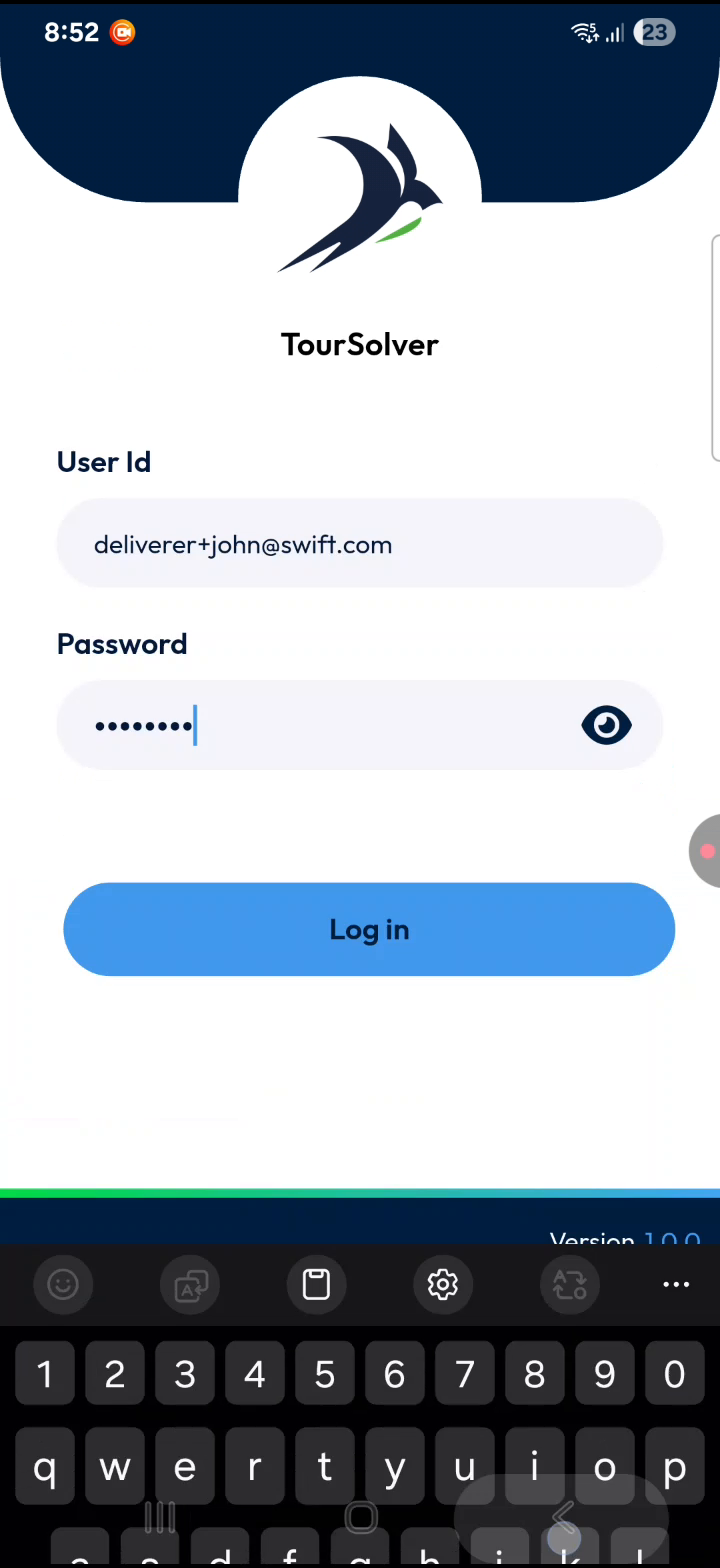 8:52
23
TourSolver
User Id
deliverer+john@swift.com
Password
••••••••
Log in
Version 1.0.0
1 2 3 4 5 6 7 8 9 0
q w e r t y u i o p
a s d f g h j k l